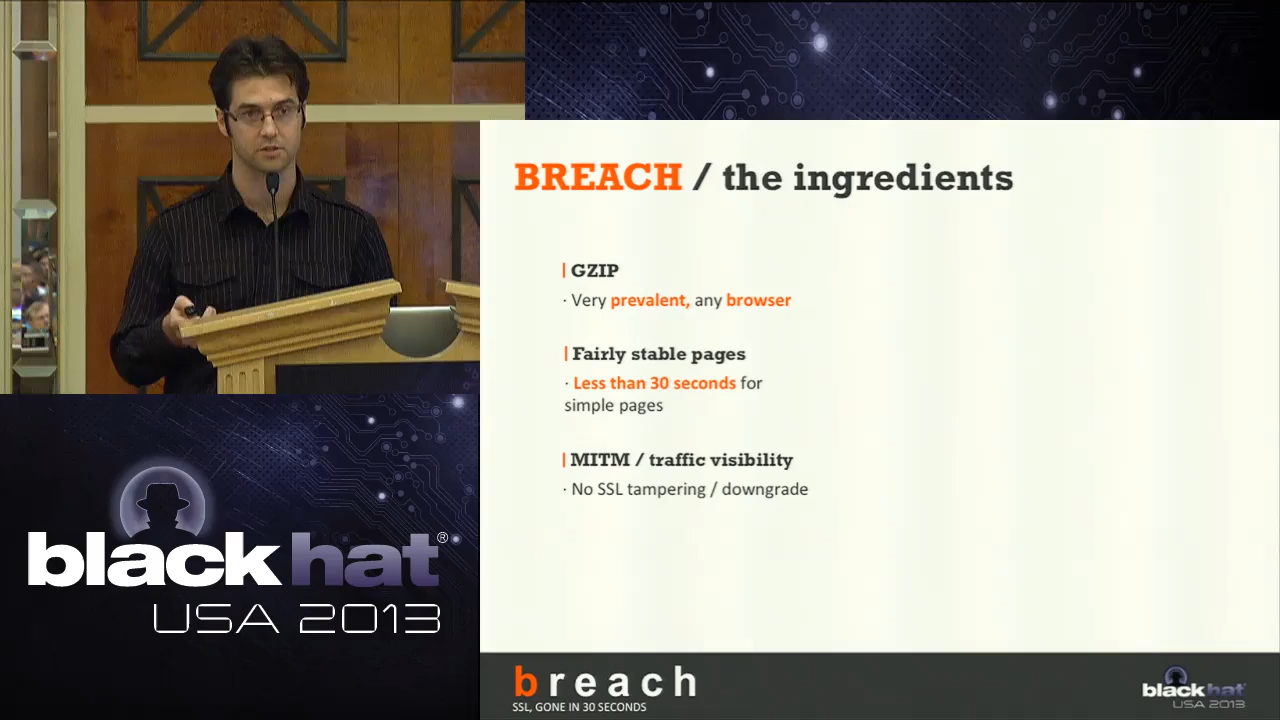 BREACH / the ingredients
| GZIP
· Very prevalent, any browser
| Fairly stable pages
· Less than 30 seconds for
simple pages
| MITM / traffic visibility
· No SSL tampering / downgrade
black hat®
USA 2013
breach
SSL, GONE IN 30 SECONDS
black hat
USA 2013